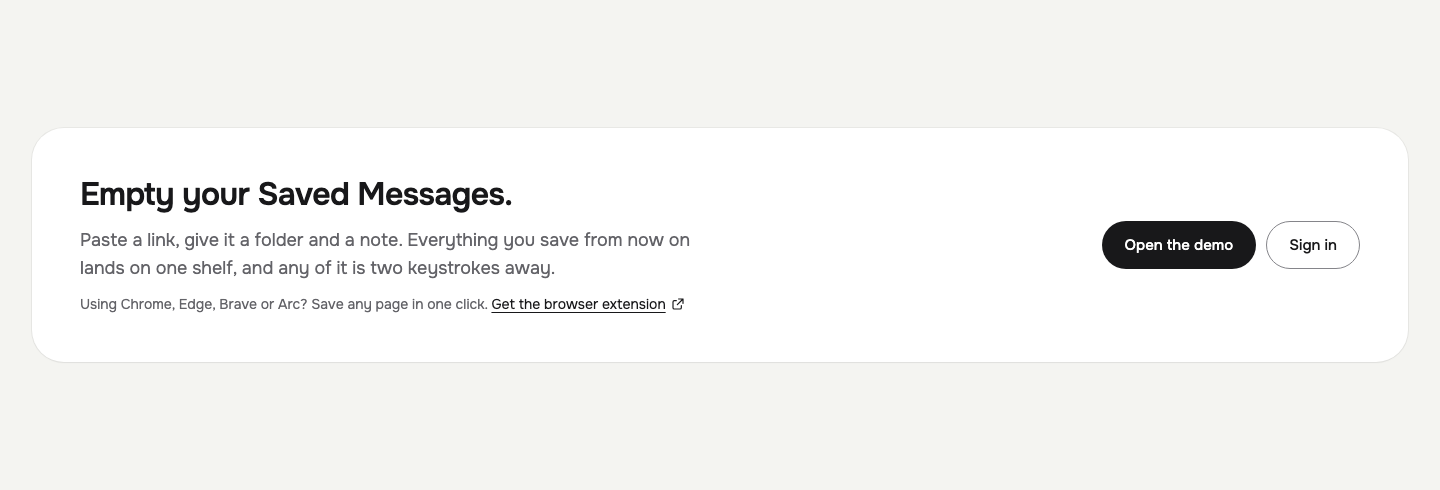 Empty your Saved Messages.
Paste a link, give it a folder and a note. Everything you save from now on
lands on one shelf, and any of it is two keystrokes away.
Using Chrome, Edge, Brave or Arc? Save any page in one click. Get the browser extension
Open the demo
Sign in